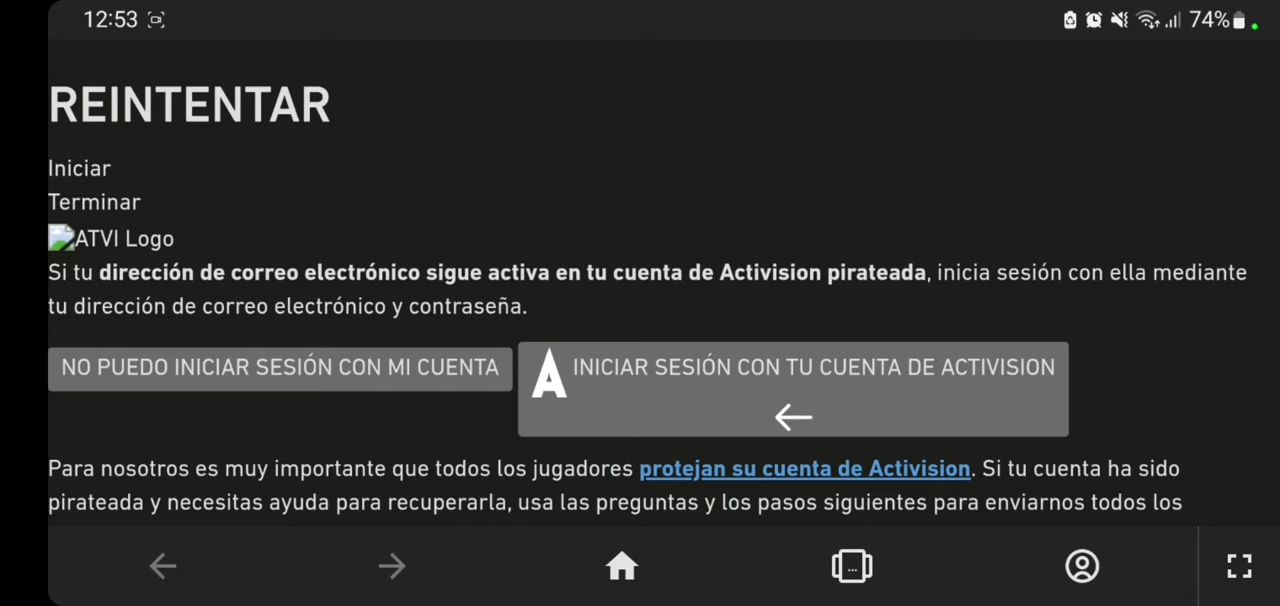 12:53
74%
REINTENTAR
Iniciar
Terminar
ATVI Logo
Si tu dirección de correo electrónico sigue activa en tu cuenta de Activision pirateada, inicia sesión con ella mediante
tu dirección de correo electrónico y contraseña.
NO PUEDO INICIAR SESIÓN CON MI CUENTA
INICIAR SESIÓN CON TU CUENTA DE ACTIVISION
Para nosotros es muy importante que todos los jugadores protejan su cuenta de Activision. Si tu cuenta ha sido
pirateada y necesitas ayuda para recuperarla, usa las preguntas y los pasos siguientes para enviarnos todos los